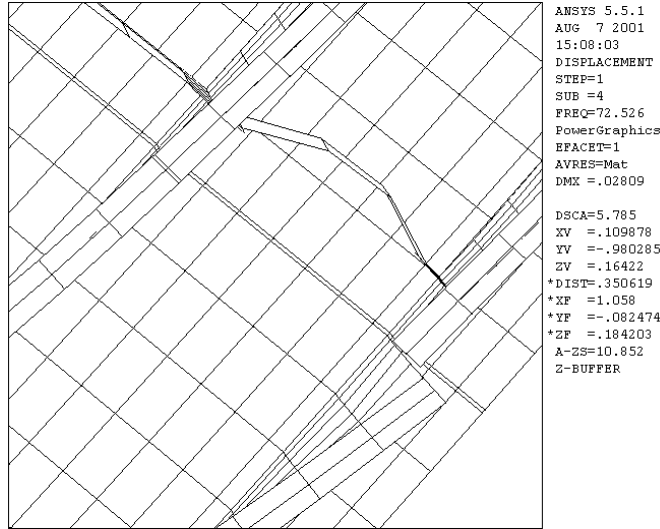 ANSYS 5.5.1
AUG 7 2001
15:08:03
DISPLACEMENT
STEP=1
SUB =4
FREQ=72.526
PowerGraphics
EFACET=1
AVRES=Mat
DMX =.02809
DSCA=5.785
XV =.109878
YV =-.980285
ZV =.16422
*DIST=.350619
*XF =1.058
*YF =-.082474
*ZF =.184203
A-ZS=10.852
Z-BUFFER